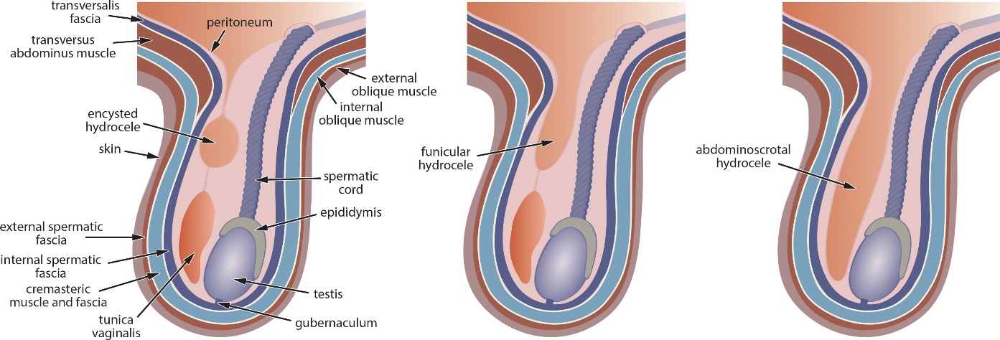 transversalis
fascia
transversus
abdominus muscle
peritoneum
external
oblique muscle
internal
oblique muscle
encysted
hydrocele
skin
spermatic
cord
epididymis
external spermatic
fascia
internal spermatic
fascia
cremasteric
muscle and fascia
tunica
vaginalis
testis
gubernaculum
funicular
hydrocele
abdominoscrotal
hydrocele